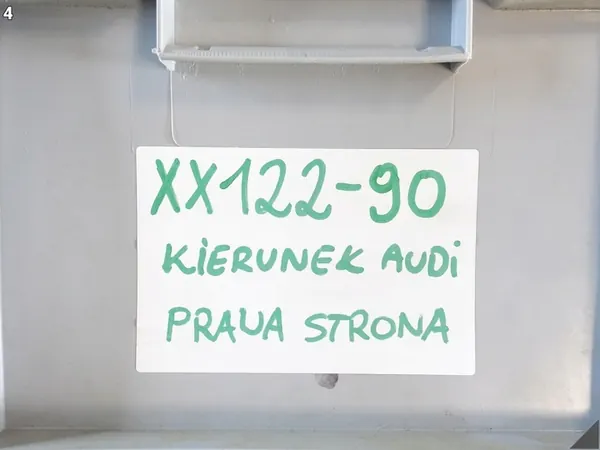 4
XX122-90
KiERUNEK AUDi
PRAUA STRONA